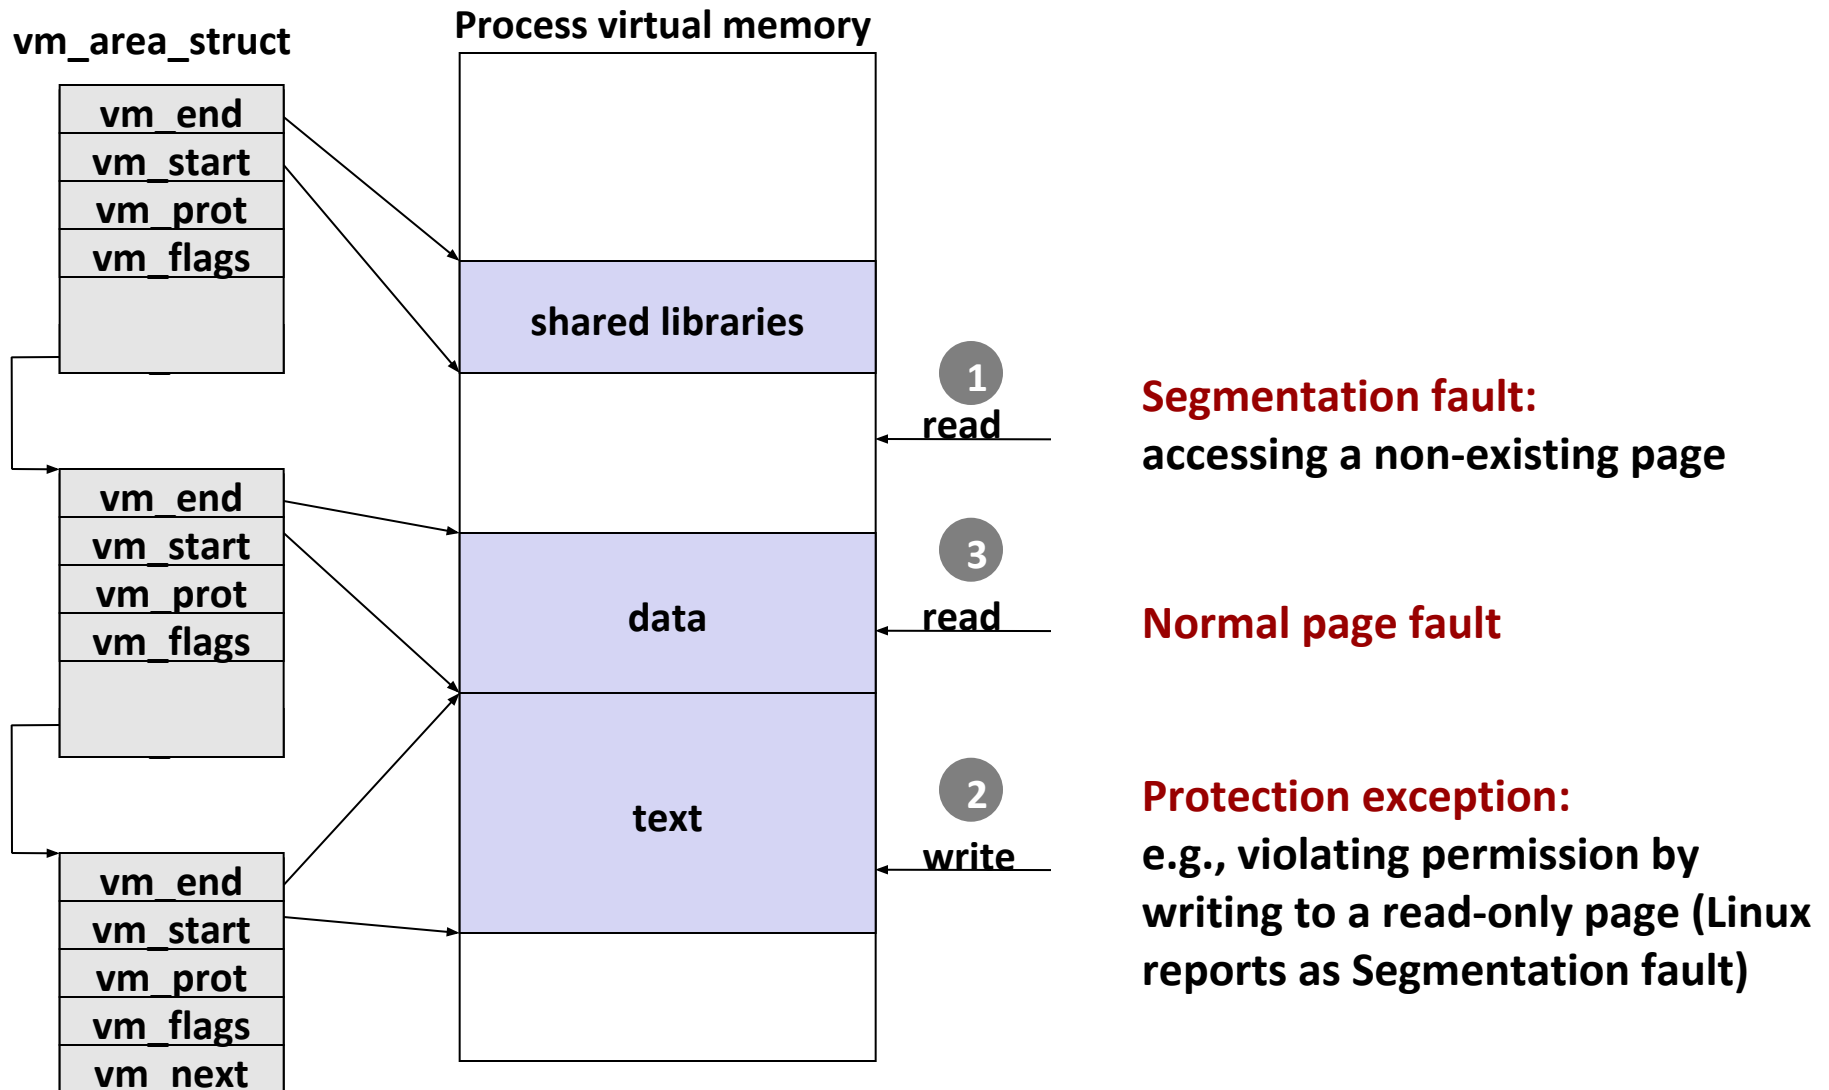 vm_area_struct
Process virtual memory
vm_end
vm_start
vm_prot
vm_flags
shared libraries
1
read
Segmentation fault:
accessing a non-existing page
vm_end
vm_start
vm_prot
vm_flags
data
3
read
Normal page fault
text
2
write
Protection exception:
e.g., violating permission by
writing to a read-only page (Linux
reports as Segmentation fault)
vm_end
vm_start
vm_prot
vm_flags
vm_next